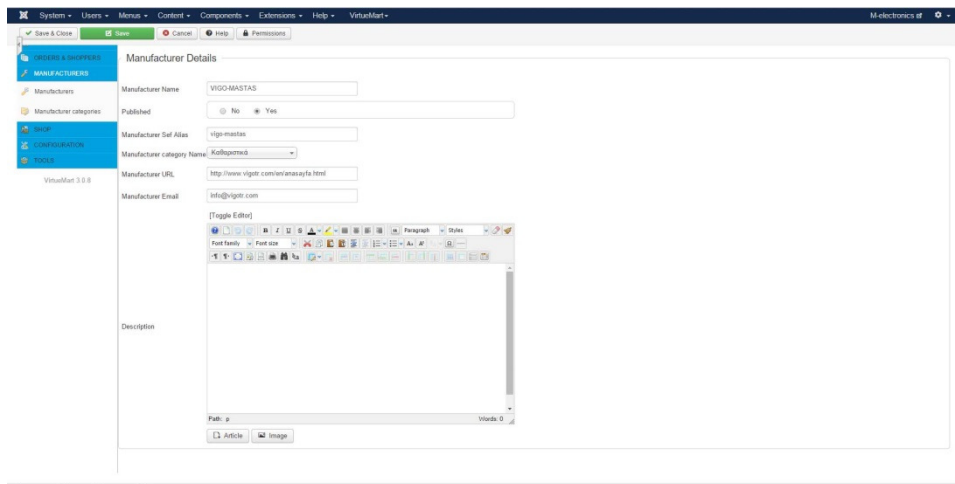 System Users Menus Content Components Extensions Help VirtueMart M-electronics
Save & Close Save Cancel Help Permissions
ORDERS & SHOPPERS
MANUFACTURERS
Manufacturers
Manufacturer categories
SHOP
CONFIGURATION
TOOLS
VirtueMart 3.0.8
Manufacturer Details
Manufacturer Name VIGO-MASTAS
Published No Yes
Manufacturer Sef Alias vigo-mastas
Manufacturer category Name Καθαριστικά
Manufacturer URL http://www.vigotr.com/en/anasayfa.html
Manufacturer Email info@vigotr.com
[Toggle Editor]
B I U S A Paragraph Styles
Font family Font size
Description
Path: p Words: 0
Article Image